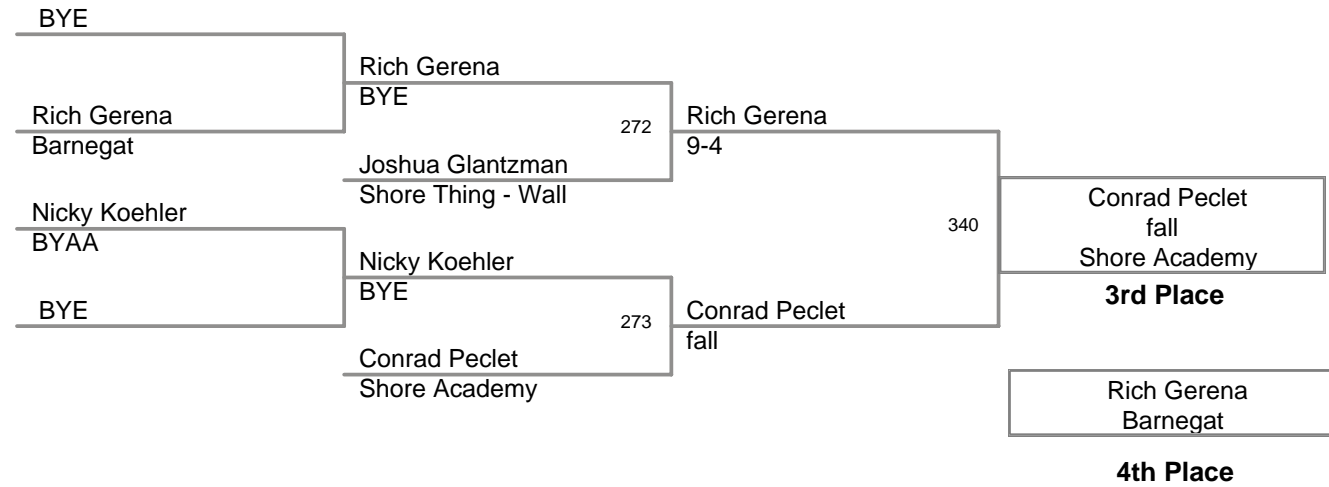 BYE
Rich Gerena
Barnegat
Nicky Koehler
BYAA
BYE
Rich Gerena
BYE
272
Joshua Glantzman
Shore Thing - Wall
Nicky Koehler
BYE
273
Conrad Peclet
Shore Academy
Rich Gerena
9-4
340
Conrad Peclet
fall
Conrad Peclet
fall
Shore Academy
3rd Place
Rich Gerena
Barnegat
4th Place